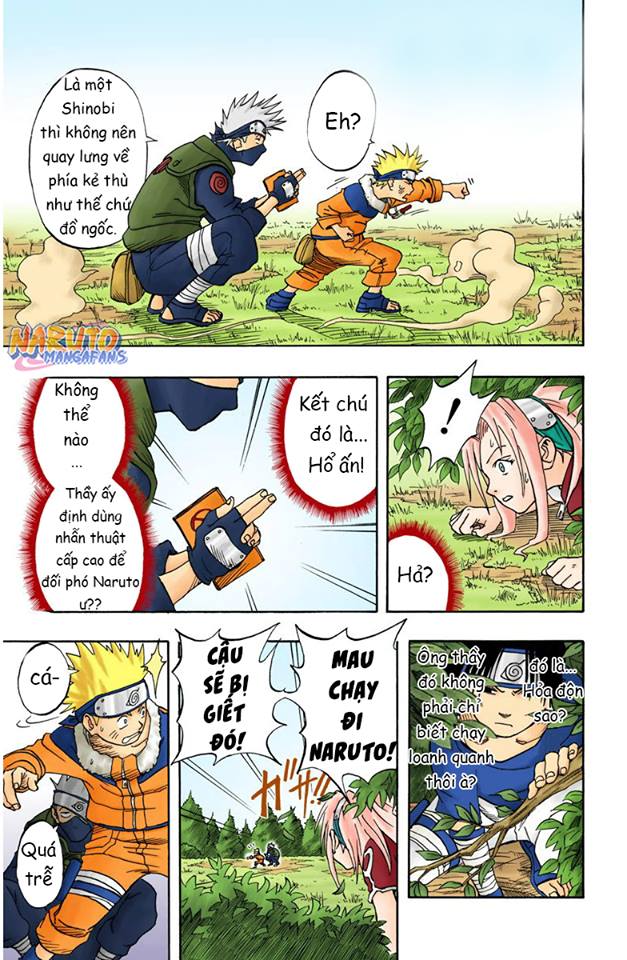 Eh?
Là một
Shinobi
thì không nên
quay lưng về
phía kẻ thù
như thế chứ
đồ ngốc.
NARUTO
MANGAFANS
!
Hả?
Kết chú
đó là...
Hổ ấn!
Không
thể
nào
...
Thầy ấy
định dùng
nhẫn thuật
cấp cao để
đối phó Naruto
ư??
đó là...
Hỏa độn
sao?
Ông thầy
đó không
phải chỉ
biết chạy
loanh quanh
thôi à?
MAU
CHẠY
ĐI
NARUTO!
CẬU
SẼ BỊ
GIẾT
ĐÓ!
ガサ!!
cá-
Quá
trễ